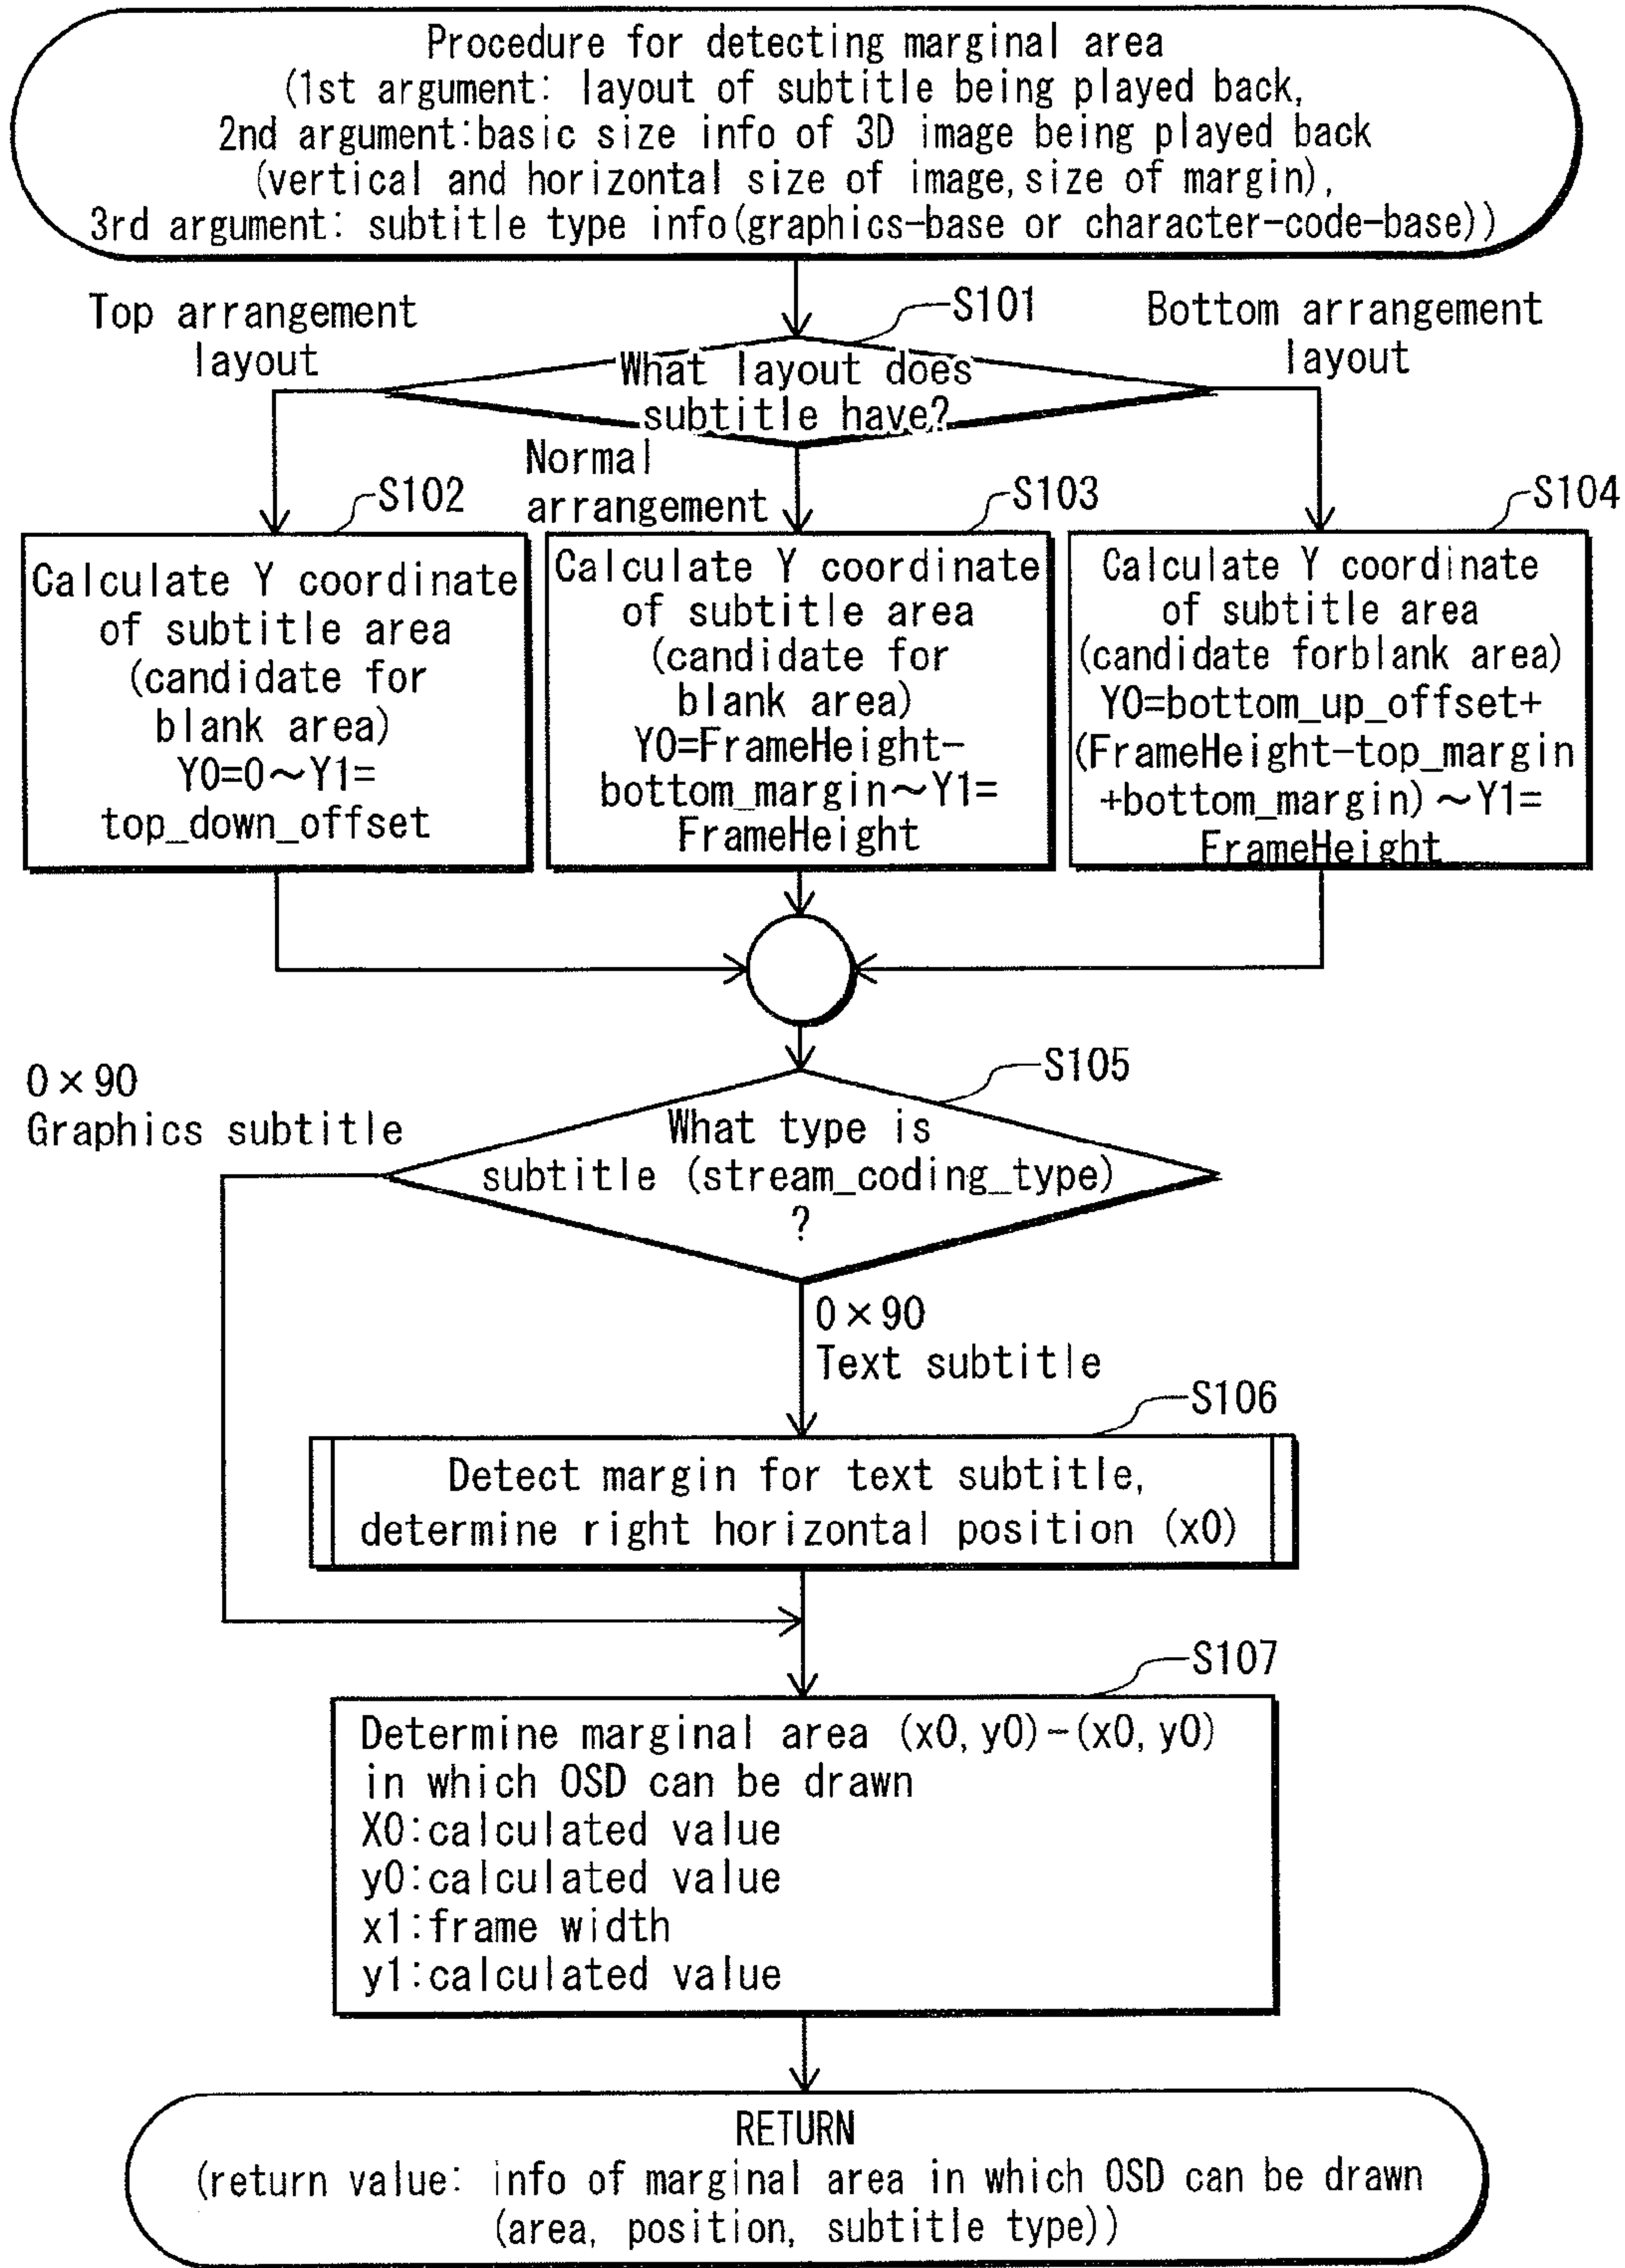 Procedure for detecting marginal area
(1st argument: layout of subtitle being played back,
2nd argument:basic size info of 3D image being played back
(vertical and horizontal size of image,size of margin),
3rd argument: subtitle type info(graphics-base or character-code-base))
S101
Top arrangement
layout
Bottom arrangement
layout
What layout does
subtitle have?
Normal
arrangement
S102
S103
S104
Calculate Y coordinate
of subtitle area
(candidate for
blank area)
Y0=0~Y1=
top_down_offset
Calculate Y coordinate
of subtitle area
(candidate for
blank area)
Y0=FrameHeight-
bottom_margin~Y1=
FrameHeight
Calculate Y coordinate
of subtitle area
(candidate forblank area)
Y0=bottom_up_offset+
(FrameHeight-top_margin
+bottom_margin)~Y1=
FrameHeight
S105
0×90
Graphics subtitle
What type is
subtitle (stream_coding_type)
?
0×90
Text subtitle
S106
Detect margin for text subtitle,
determine right horizontal position (x0)
S107
Determine marginal area (x0,y0)-(x0,y0)
in which OSD can be drawn
X0:calculated value
y0:calculated value
x1:frame width
y1:calculated value
RETURN
(return value: info of marginal area in which OSD can be drawn
(area, position, subtitle type))